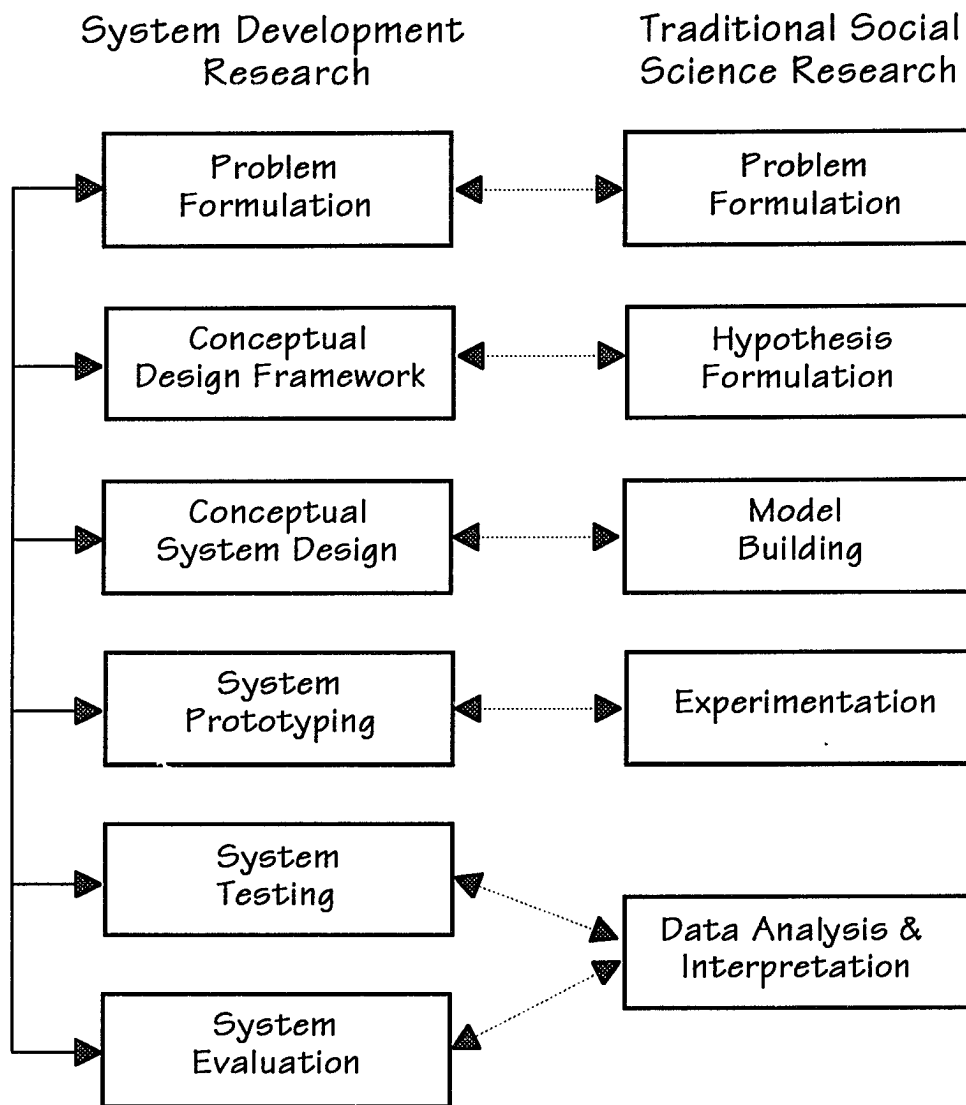 System Development
Research
Traditional Social
Science Research
Problem
Formulation
Problem
Formulation
Conceptual
Design Framework
Hypothesis
Formulation
Conceptual
System Design
Model
Building
System
Prototyping
Experimentation
System
Testing
Data Analysis &
Interpretation
System
Evaluation